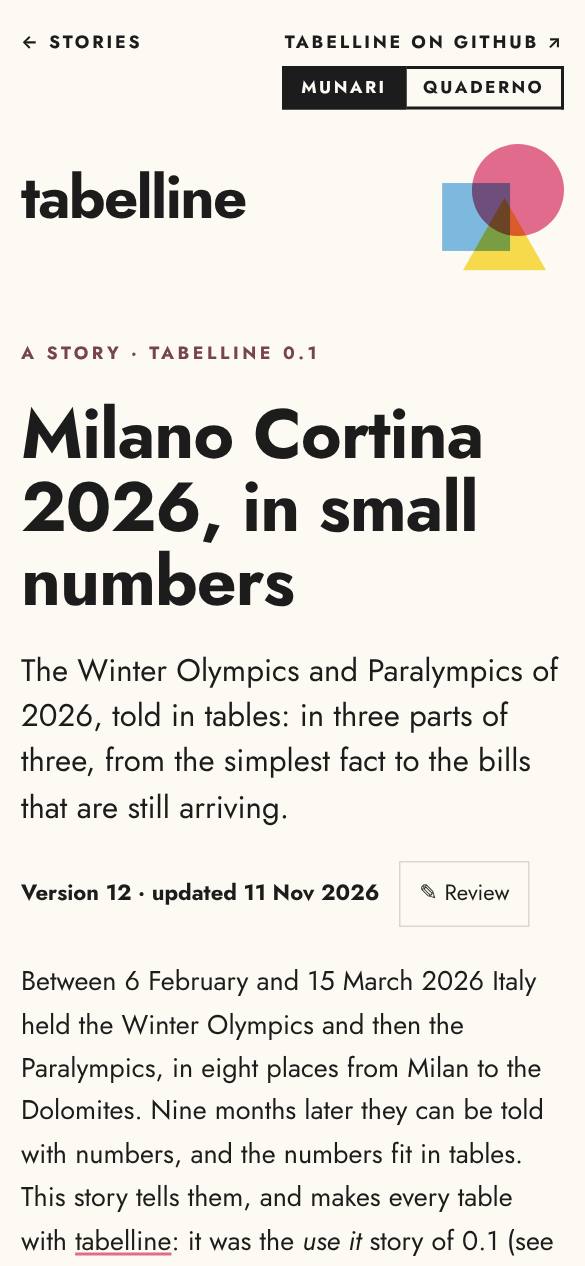 ← STORIES
TABELLINE ON GITHUB ↗
MUNARI QUADERNO
tabelline
A STORY · TABELLINE 0.1
Milano Cortina
2026, in small
numbers
The Winter Olympics and Paralympics of
2026, told in tables: in three parts of
three, from the simplest fact to the bills
that are still arriving.
Version 12 · updated 11 Nov 2026
✎ Review
Between 6 February and 15 March 2026 Italy
held the Winter Olympics and then the
Paralympics, in eight places from Milan to the
Dolomites. Nine months later they can be told
with numbers, and the numbers fit in tables.
This story tells them, and makes every table
with tabelline: it was the use it story of 0.1 (see